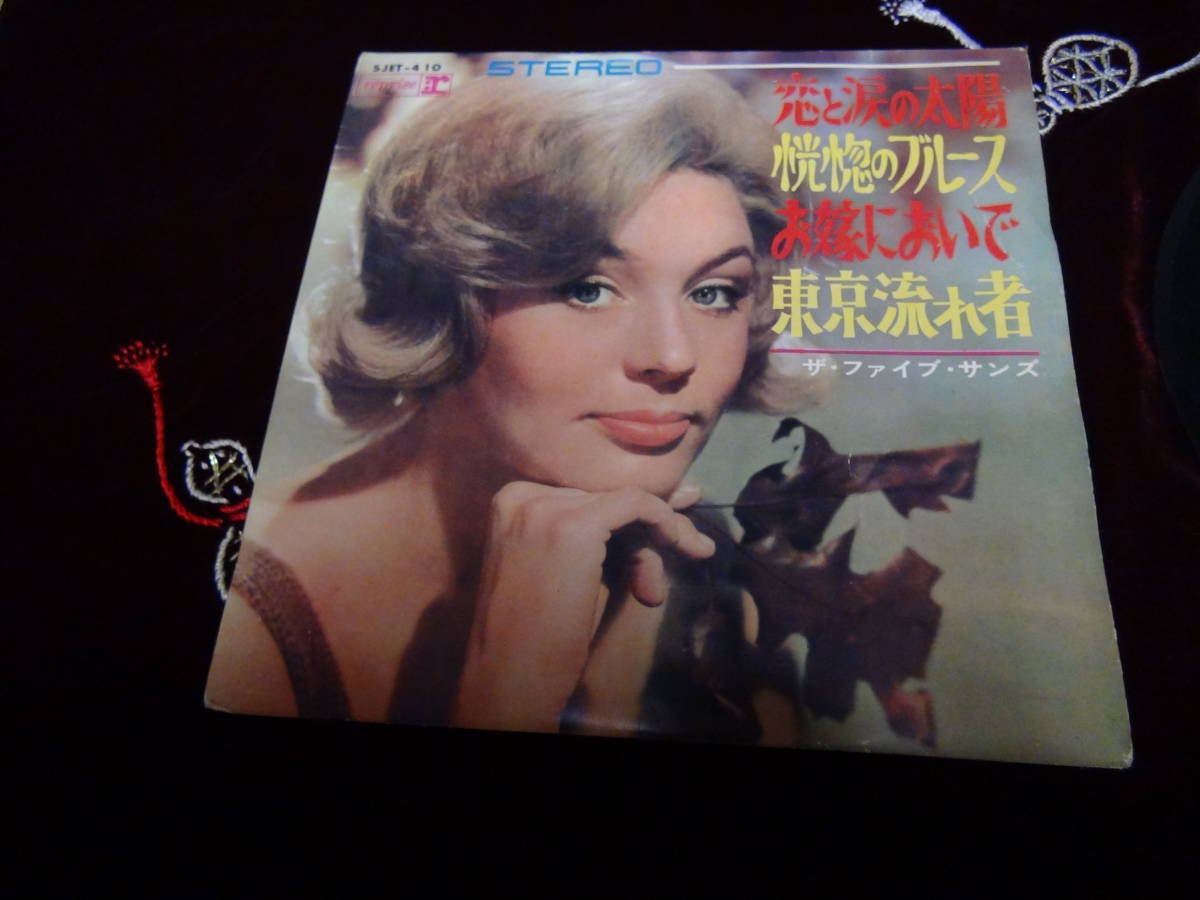 SJET-410
reprise r
STEREO
恋と涙の太陽
恍惚のブルース
お嫁においで
東京流れ者
ザ・ファイブ・サンズ